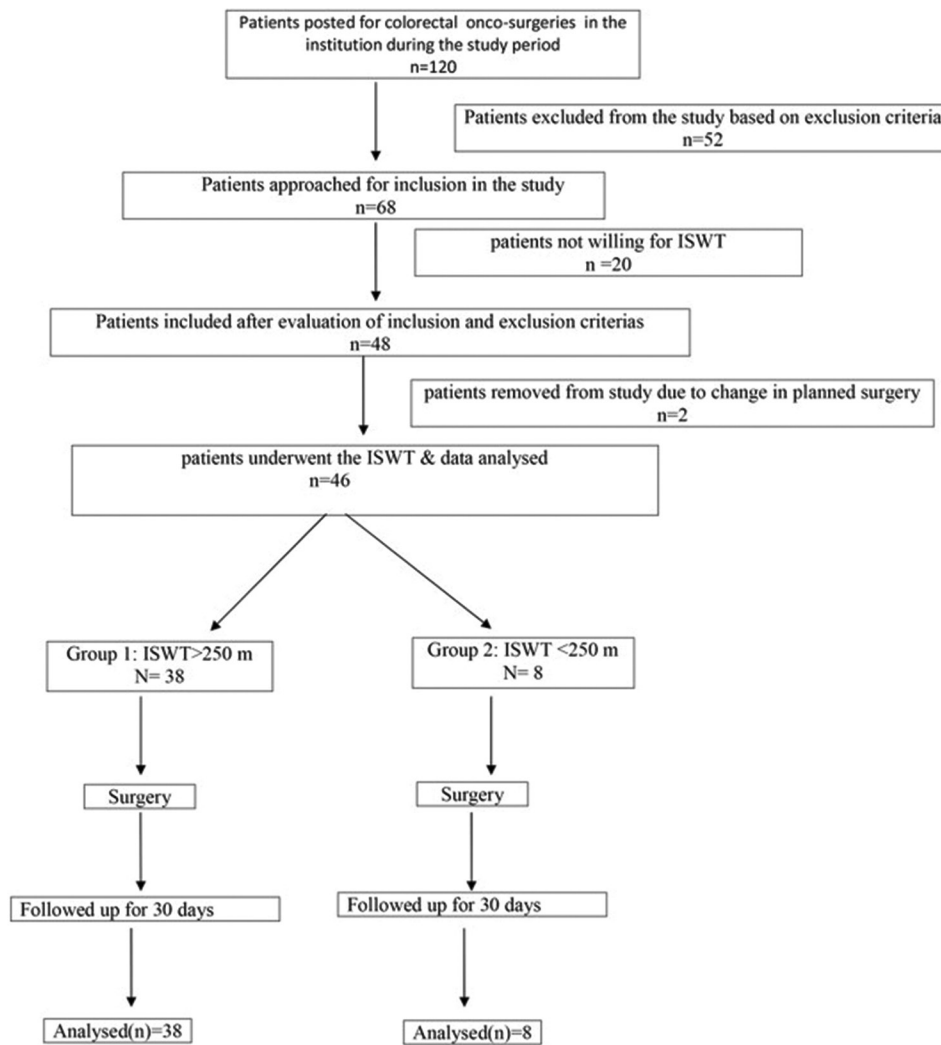 Patients posted for colorectal onco-surgeries in the
institution during the study period
n=120
Patients excluded from the study based on exclusion criteria
n=52
Patients approached for inclusion in the study
n=68
patients not willing for ISWT
n =20
Patients included after evaluation of inclusion and exclusion criterias
n=48
patients removed from study due to change in planned surgery
n=2
patients underwent the ISWT & data analysed
n=46
Group 1: ISWT>250 m
N= 38
Group 2: ISWT <250 m
N= 8
Surgery
Surgery
Followed up for 30 days
Followed up for 30 days
Analysed(n)=38
Analysed(n)=8